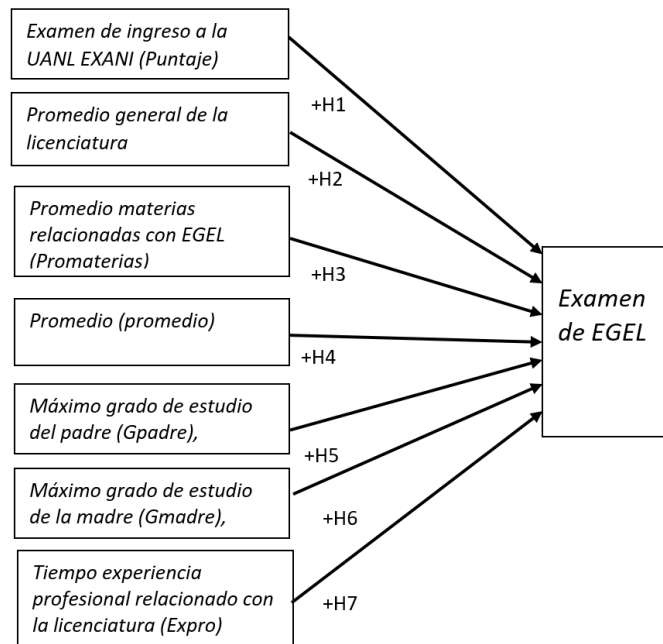 Examen de ingreso a la
UANL EXANI (Puntaje)
+H1
Promedio general de la
licenciatura
+H2
Promedio materias
relacionadas con EGEL
(Promaterias)
+H3
Examen
de EGEL
Promedio (promedio)
+H4
Máximo grado de estudio
del padre (Gpadre),
+H5
Máximo grado de estudio
de la madre (Gmadre),
+H6
Tiempo experiencia
profesional relacionado con
la licenciatura (Expro)
+H7